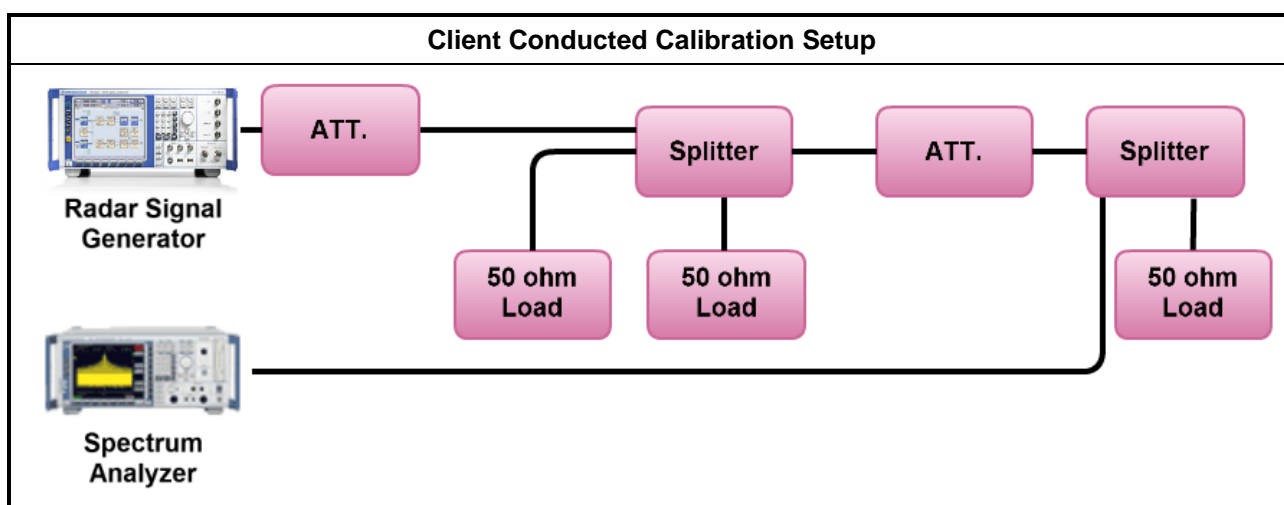 Client Conducted Calibration Setup
ATT.
Splitter
ATT.
Splitter
Radar Signal
Generator
50 ohm
Load
50 ohm
Load
50 ohm
Load
Spectrum
Analyzer